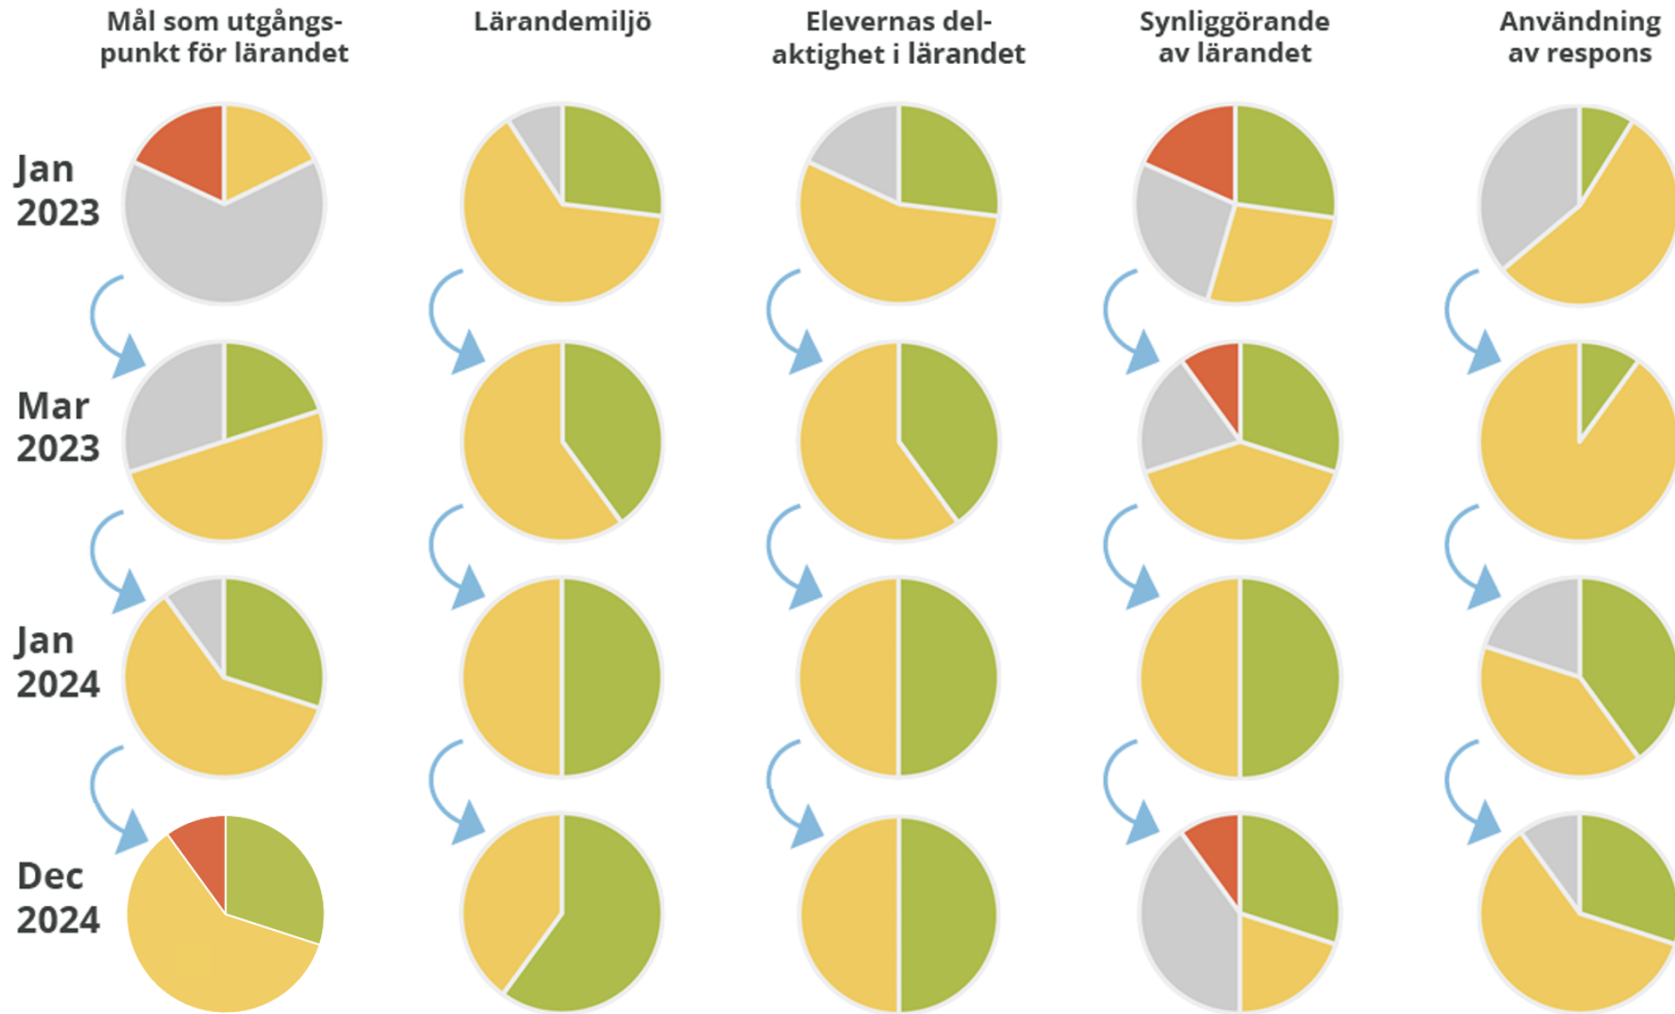 Mål som utgångs-
punkt för lärandet
Lärandemiljö
Elevernas del-
aktighet i lärandet
Synliggörande
av lärandet
Användning
av respons
Jan
2023
Mar
2023
Jan
2024
Dec
2024